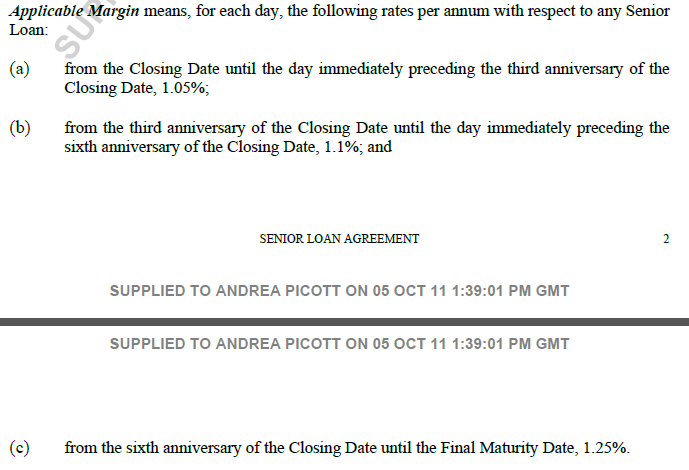 Applicable Margin means, for each day, the following rates per annum with respect to any Senior
Loan:
(a) from the Closing Date until the day immediately preceding the third anniversary of the
Closing Date, 1.05%;
(b) from the third anniversary of the Closing Date until the day immediately preceding the
sixth anniversary of the Closing Date, 1.1%; and
SENIOR LOAN AGREEMENT 2
SUPPLIED TO ANDREA PICOTT ON 05 OCT 11 1:39:01 PM GMT
SUPPLIED TO ANDREA PICOTT ON 05 OCT 11 1:39:01 PM GMT
(c) from the sixth anniversary of the Closing Date until the Final Maturity Date, 1.25%.